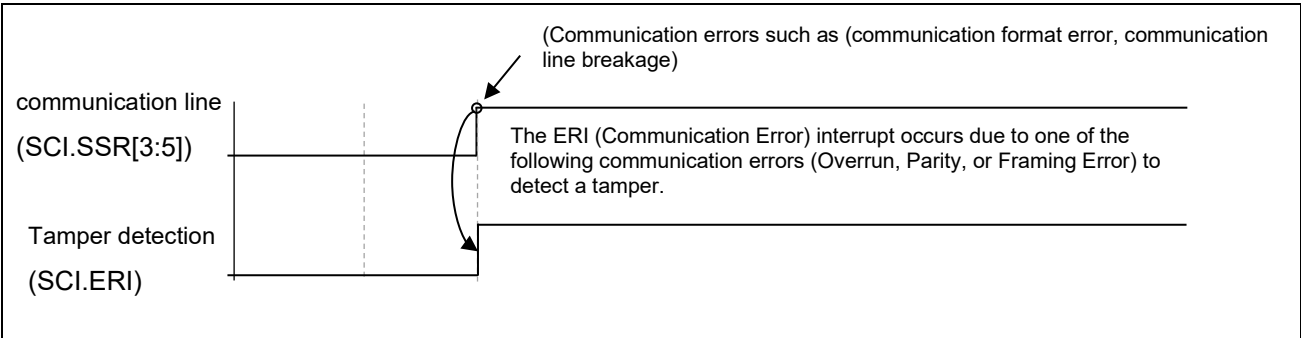 (Communication errors such as (communication format error, communication
line breakage)
communication line
(SCI.SSR[3:5])
The ERI (Communication Error) interrupt occurs due to one of the
following communication errors (Overrun, Parity, or Framing Error) to
detect a tamper.
Tamper detection
(SCI.ERI)